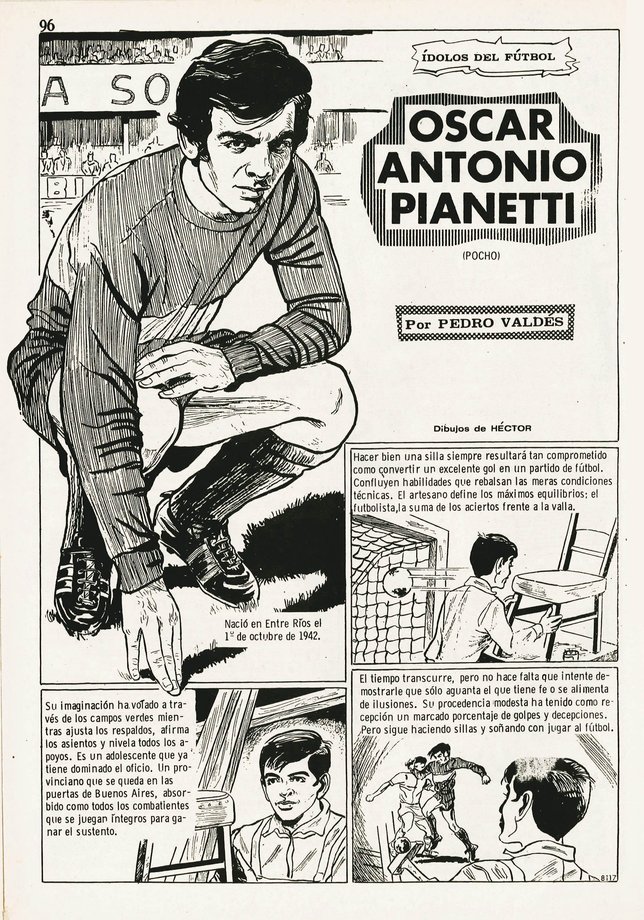 96
A SO
BI
ÍDOLOS DEL FÚTBOL
OSCAR
ANTONIO
PIANETTI
(POCHO)
Por PEDRO VALDÉS
Dibujos de HÉCTOR
Nació en Entre Ríos el
1º de octubre de 1942.
Hacer bien una silla siempre resultará tan comprometido
como convertir un excelente gol en un partido de fútbol.
Confluyen habilidades que rebalsan las meras condiciones
técnicas. El artesano define los máximos equilibrios; el
futbolista, la suma de los aciertos frente a la valla.
Su imaginación ha votado a tra-
vés de los campos verdes mien-
tras ajusta los respaldos, afirma
los asientos y nivela todos los a-
poyos. Es un adolescente que ya
tiene dominado el oficio. Un pro-
vinciano que se queda en las
puertas de Buenos Aires, absor-
bido como todos los combatientes
que se juegan íntegros para ga-
nar el sustento.
El tiempo transcurre, pero no hace falta que intente de-
mostrarle que sólo aguanta el que tiene fe o se alimenta
de ilusiones. Su procedencia modesta ha tenido como re-
cepción un marcado porcentaje de golpes y decepciones.
Pero sigue haciendo sillas y soñando con jugar al fútbol.
8117